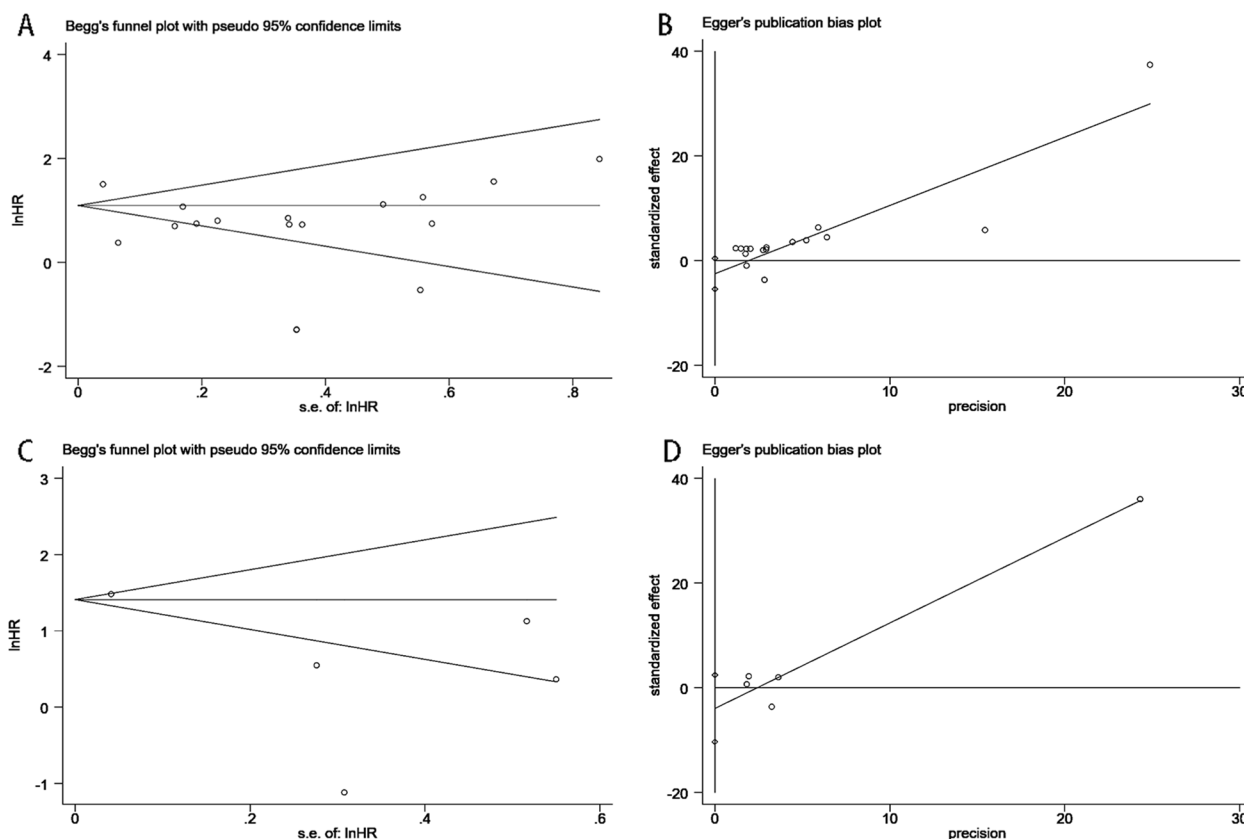 A
Begg's funnel plot with pseudo 95% confidence limits
4
2
0
-2
lnHR
0
.2
.4
.6
.8
s.e. of: lnHR
B
Egger's publication bias plot
40
20
0
-20
standardized effect
0
10
20
30
precision
C
Begg's funnel plot with pseudo 95% confidence limits
3
2
1
0
-1
lnHR
0
.2
.4
.6
s.e. of: lnHR
D
Egger's publication bias plot
40
20
0
-20
standardized effect
0
10
20
30
precision